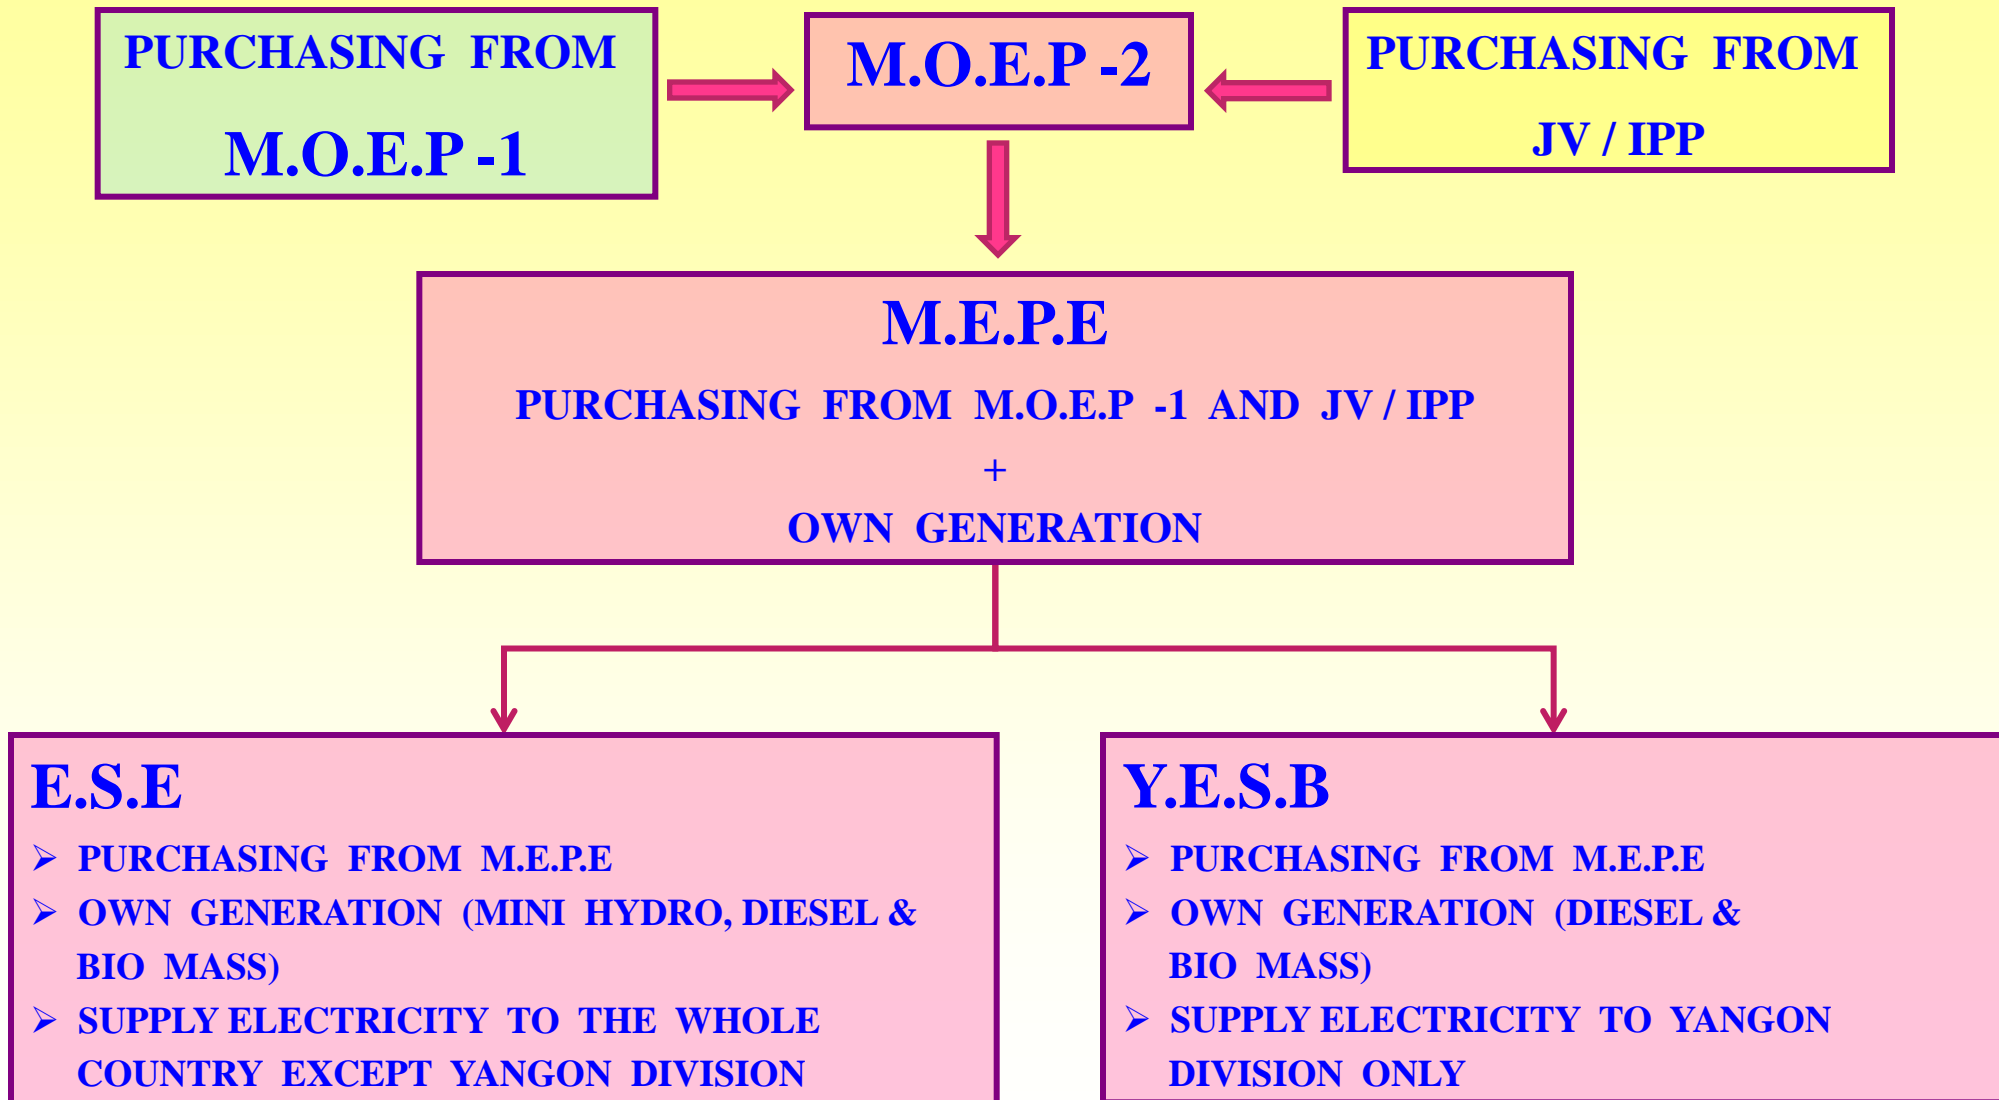 PURCHASING FROM
M.O.E.P -1
M.O.E.P -2
PURCHASING FROM
JV / IPP
M.E.P.E
PURCHASING FROM M.O.E.P -1 AND JV / IPP
+
OWN GENERATION
E.S.E
➢ PURCHASING FROM M.E.P.E
➢ OWN GENERATION (MINI HYDRO, DIESEL &
BIO MASS)
➢ SUPPLY ELECTRICITY TO THE WHOLE
COUNTRY EXCEPT YANGON DIVISION
Y.E.S.B
➢ PURCHASING FROM M.E.P.E
➢ OWN GENERATION (DIESEL &
BIO MASS)
➢ SUPPLY ELECTRICITY TO YANGON
DIVISION ONLY